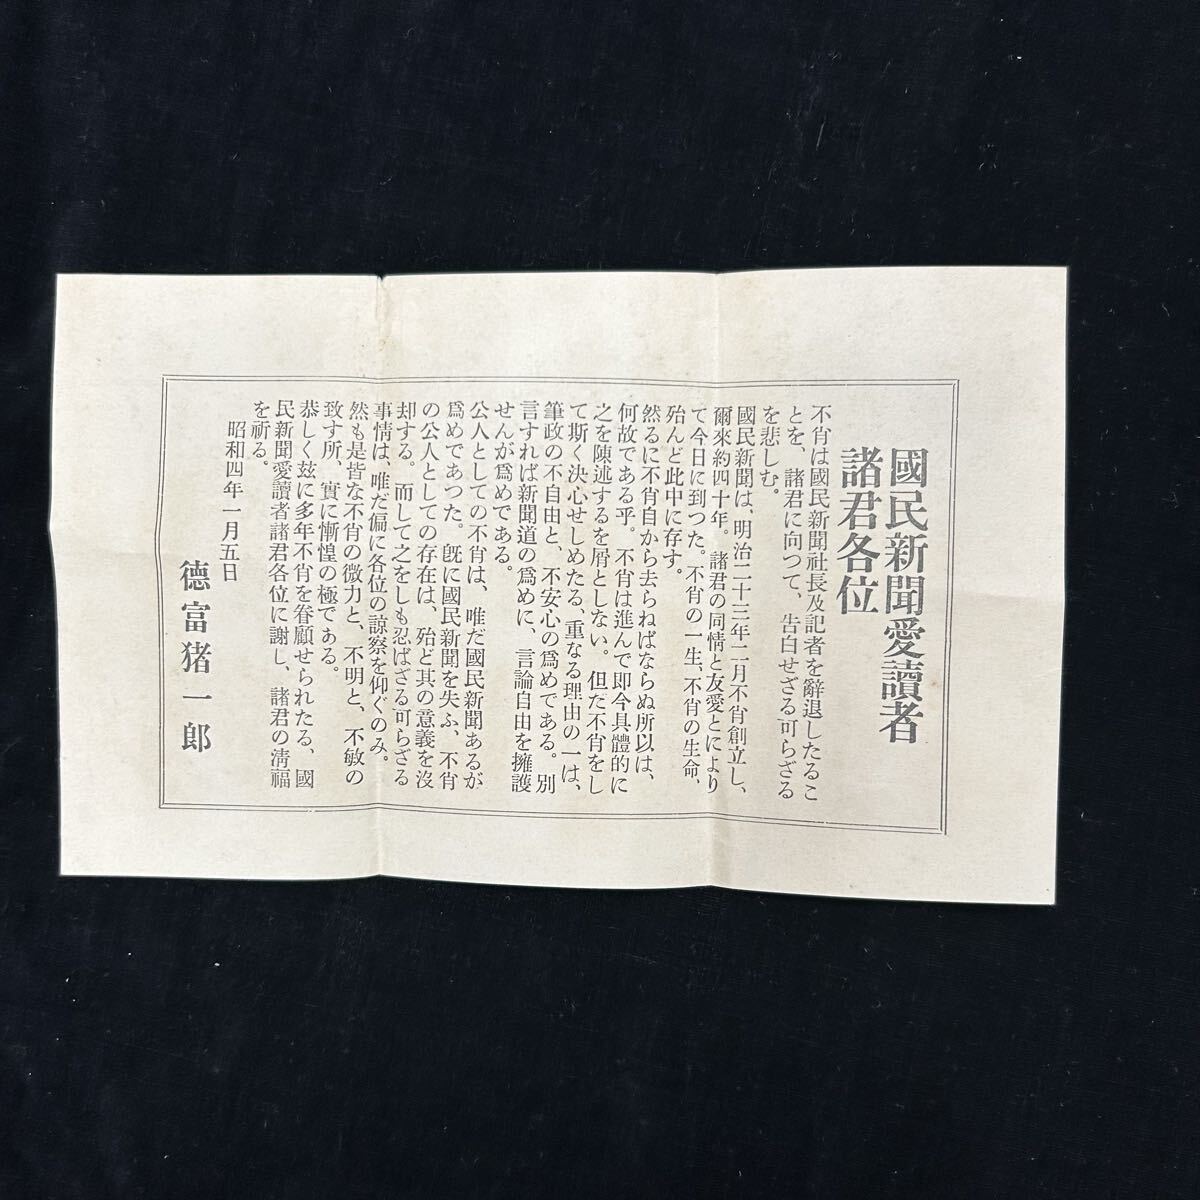 國民新聞愛讀者
諸君各位
不肖は國民新聞社長及記者を辭退したるこ
とを、諸君に向つて、告白せざる可らざる
を悲しむ。
國民新聞は、明治二十三年二月不肖創立し、
爾來約四十年。諸君の同情と友愛とにより
て今日に到つた。不肖の一生、不肖の生命、
殆んど此中に存す。
然るに不肖自から去らねばならぬ所以は、
何故である乎。不肖は進んで即今具體的に
之を陳述するを屑としない。但だ不肖をし
て斯く決心せしめたる、重なる理由の一は、
筆政の不自由と、不安心の爲めである。別
言すれば新聞道の爲めに、言論自由を擁護
せんが爲めである。
公人としての不肖は、唯だ國民新聞あるが
爲めであつた。既に國民新聞を失ふ、不肖
の公人としての存在は、殆ど其の意義を沒
却する。而して之をしも忍ばざる可らざる
事情は、唯だ偏に各位の諒察を仰ぐのみ。
然も是皆な不肖の微力と、不明と、不敏の
致す所、實に慚惶の極である。
恭しく玆に多年不肖を眷顧せられたる、國
民新聞愛讀者諸君各位に謝し、諸君の淸福
を祈る。
昭和四年一月五日
德富猪一郎